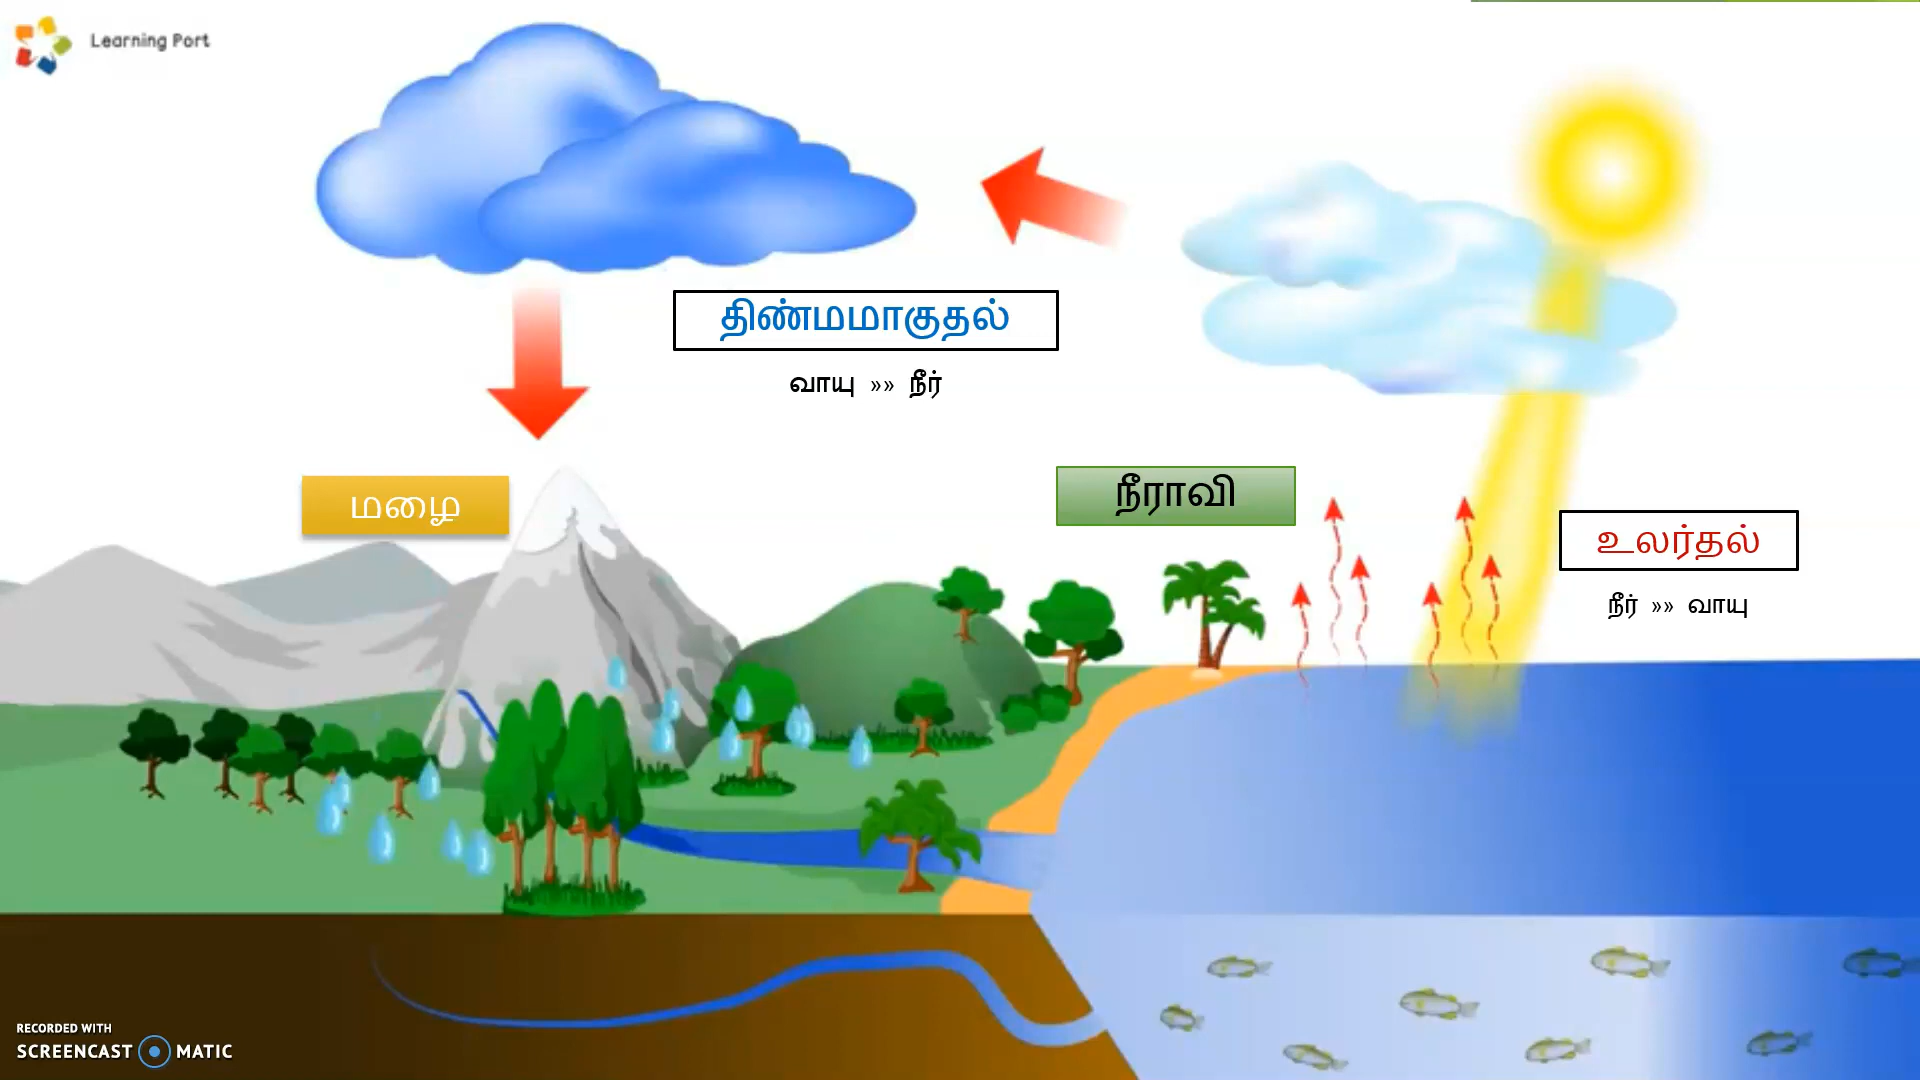 Learning Port
திண்மமாகுதல்
வாயு »» நீர்
மழை
நீராவி
உலர்தல்
நீர் »» வாயு
RECORDED WITH
SCREENCAST MATIC